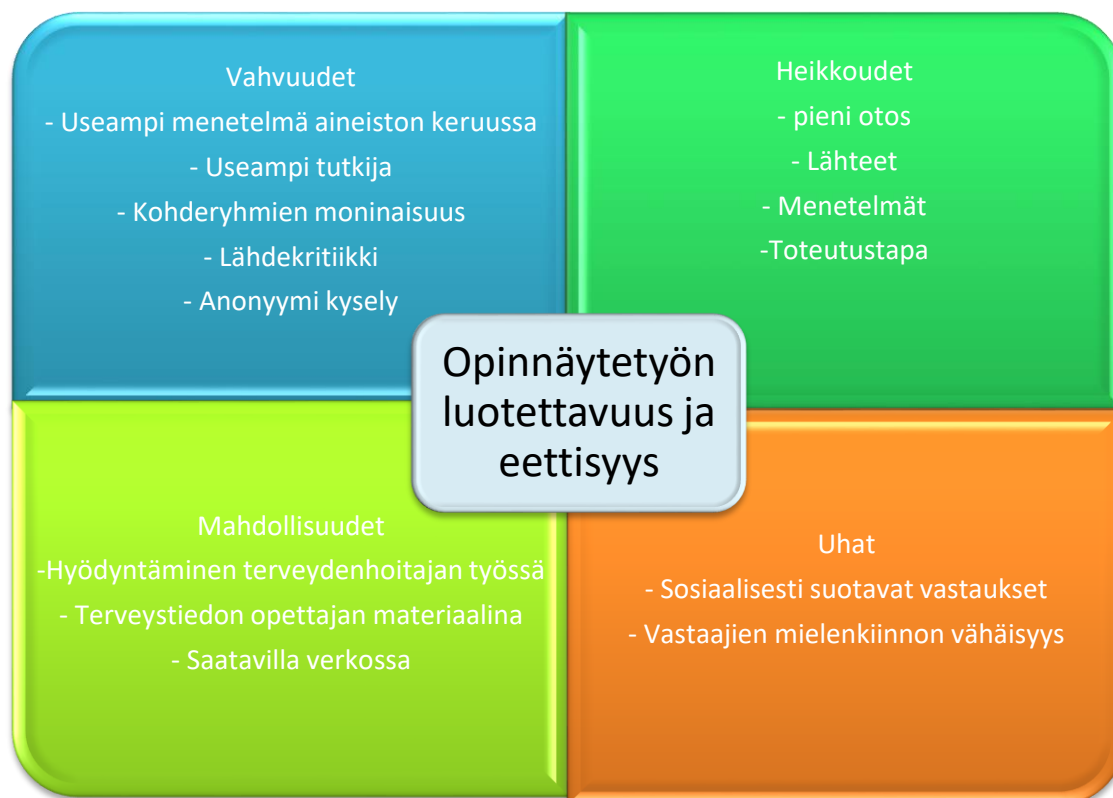 Vahvuudet
- Useampi menetelmä aineiston keruussa
- Useampi tutkija
- Kohderyhmien moninaisuus
- Lähdekritiikki
- Anonyymi kysely
Heikkoudet
- pieni otos
- Lähteet
- Menetelmät
-Toteutustapa
Opinnäytetyön
luotettavuus ja
eettisyys
Mahdollisuudet
-Hyödyntäminen terveydenhoitajan työssä
- Terveystiedon opettajan materiaalina
- Saatavilla verkossa
Uhat
- Sosiaalisesti suotavat vastaukset
- Vastaajien mielenkiinnon vähäisyys